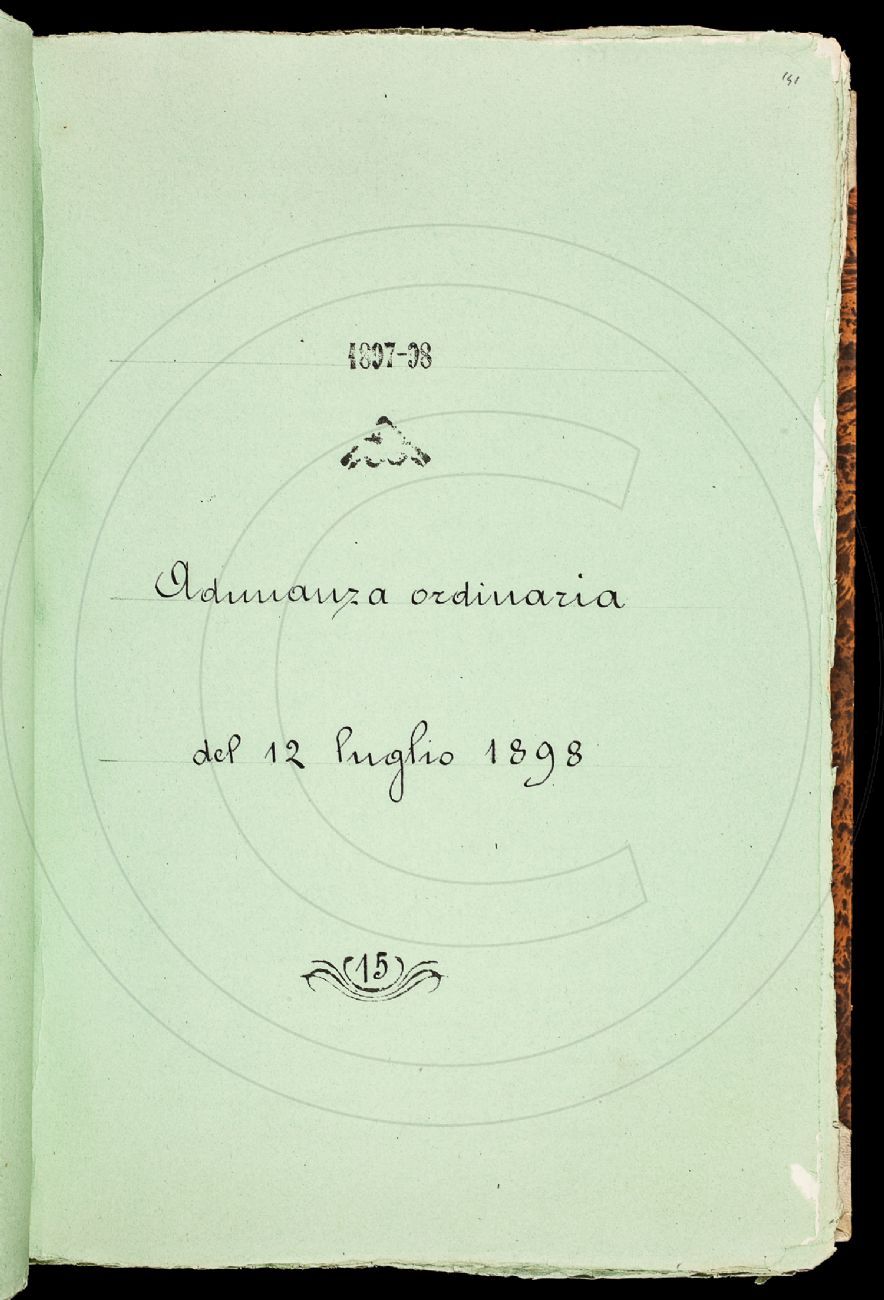 1897-98
Adunanza ordinaria
del 12 luglio 1898
15